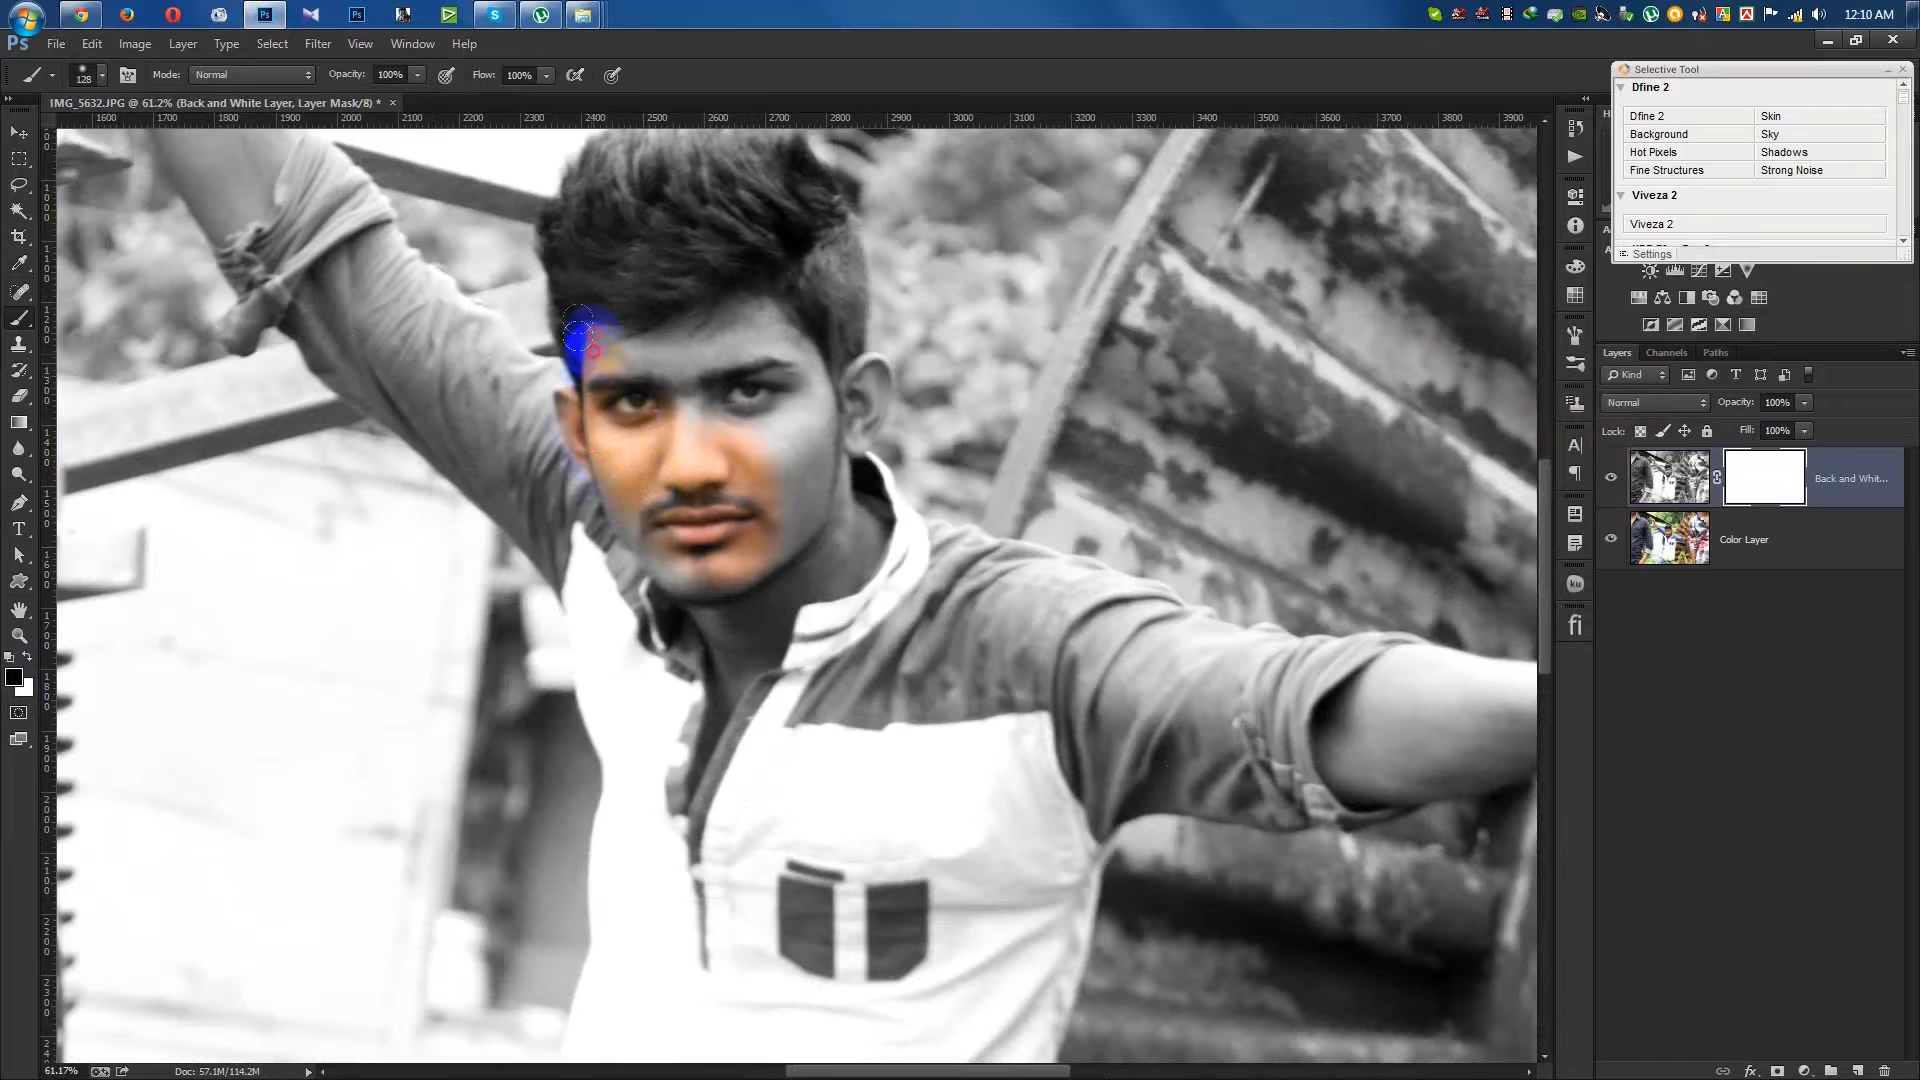 12:10 AM
Ps File Edit Image Layer Type Select Filter View Window Help
128 Mode: Normal Opacity: 100% Flow: 100%
IMG_5632.JPG @ 61.2% (Back and White Layer, Layer Mask/8) *
1600 1700 1800 1900 2000 2100 2200 2300 2400 2500 2600 2700 2800 2900 3000 3100 3200 3300 3400 3500 3600 3700 3800 3900
Selective Tool
Dfine 2
Dfine 2 Skin
Background Sky
Hot Pixels Shadows
Fine Structures Strong Noise
Viveza 2
Viveza 2
Settings
Layers Channels Paths
Kind
Normal Opacity: 100%
Lock: Fill: 100%
Back and Whit...
Color Layer
ku
fi
61.17% Doc: 57.1M/114.2M